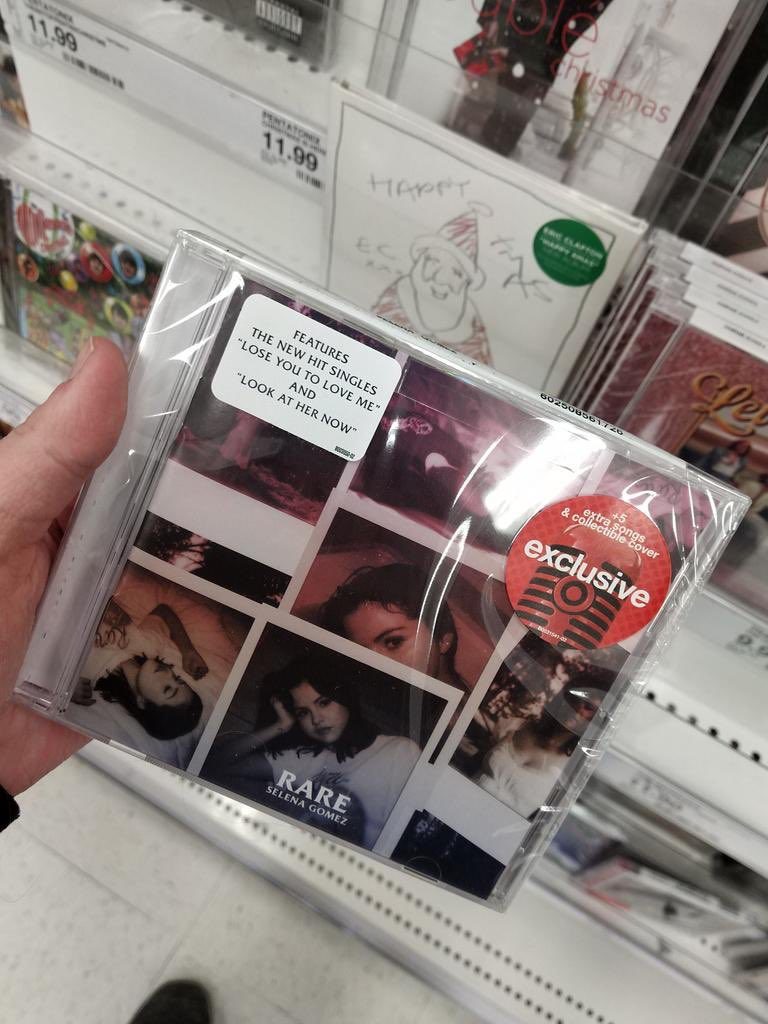 11.99
PENTATONIX
11.99
christmas
HAPPY
ERIC CLAPTON
"HAPPY XMAS"
FEATURES
THE NEW HIT SINGLES
"LOSE YOU TO LOVE ME"
AND
"LOOK AT HER NOW"
602508561726
+5
extra songs
& collectible cover
exclusive
RARE
SELENA GOMEZ